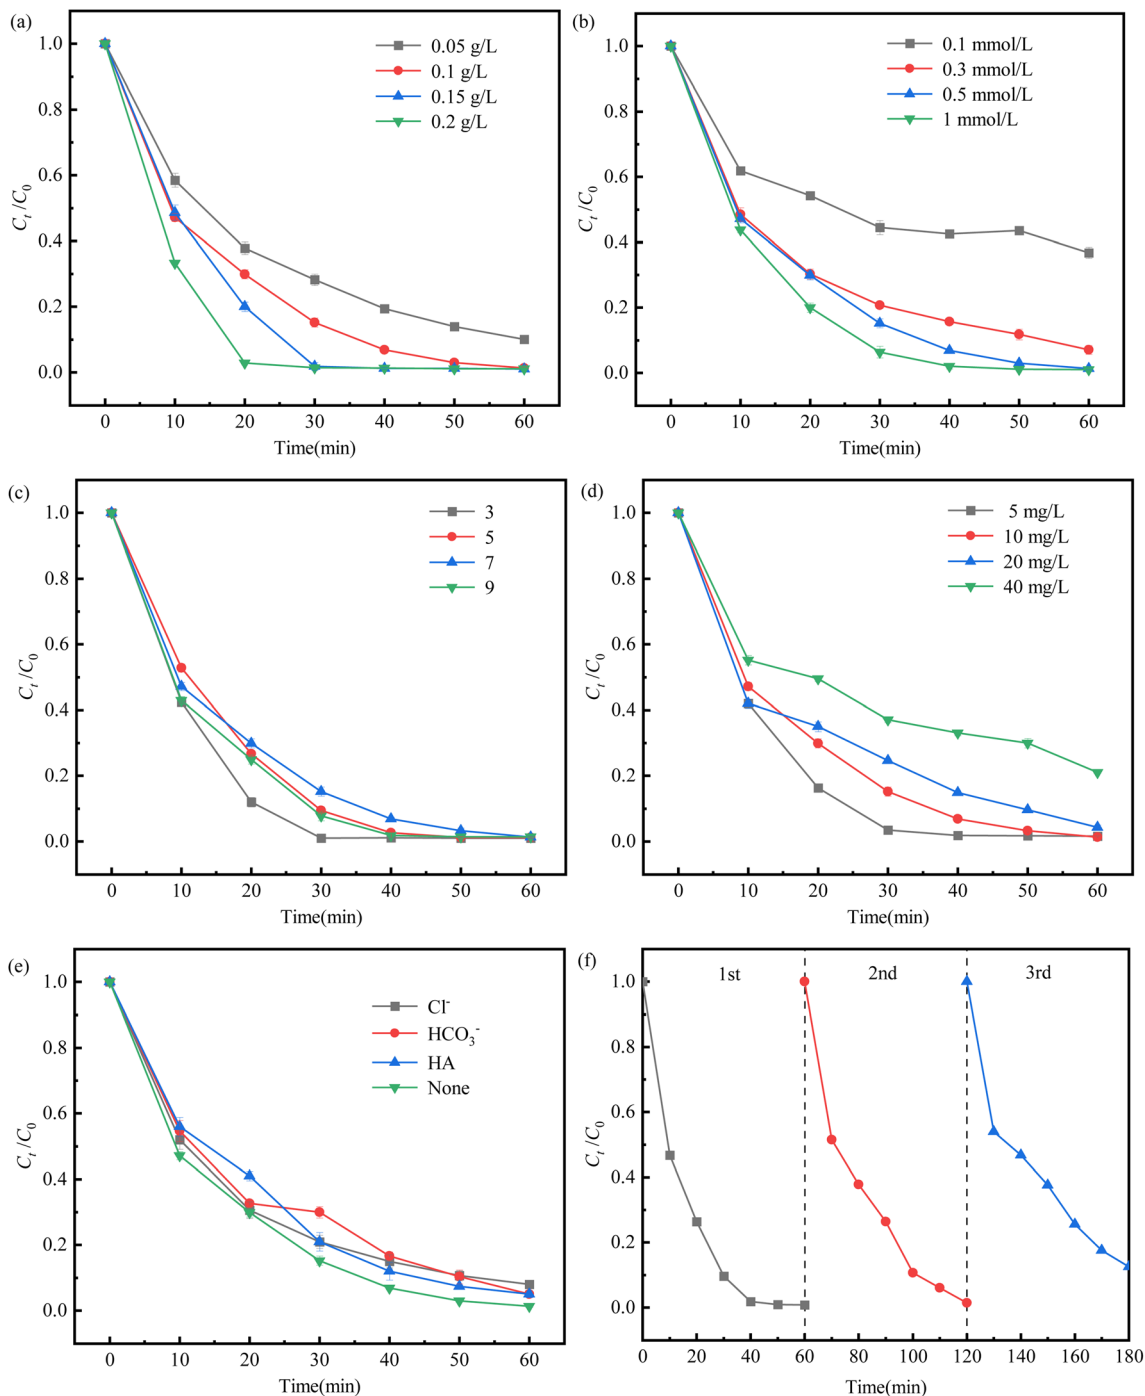 (a)
0.05 g/L
0.1 g/L
0.15 g/L
0.2 g/L
1.0
0.8
0.6
0.4
0.2
0.0
Ct /C0
0 10 20 30 40 50 60
Time(min)
(b)
0.1 mmol/L
0.3 mmol/L
0.5 mmol/L
1 mmol/L
1.0
0.8
0.6
0.4
0.2
0.0
Ct /C0
0 10 20 30 40 50 60
Time(min)
(c)
3
5
7
9
1.0
0.8
0.6
0.4
0.2
0.0
Ct /C0
0 10 20 30 40 50 60
Time(min)
(d)
5 mg/L
10 mg/L
20 mg/L
40 mg/L
1.0
0.8
0.6
0.4
0.2
0.0
Ct /C0
0 10 20 30 40 50 60
Time(min)
(e)
Cl-
HCO3-
HA
None
1.0
0.8
0.6
0.4
0.2
0.0
Ct /C0
0 10 20 30 40 50 60
Time(min)
(f)
1st 2nd 3rd
1.0
0.8
0.6
0.4
0.2
0.0
Ct /C0
0 20 40 60 80 100 120 140 160 180
Time(min)